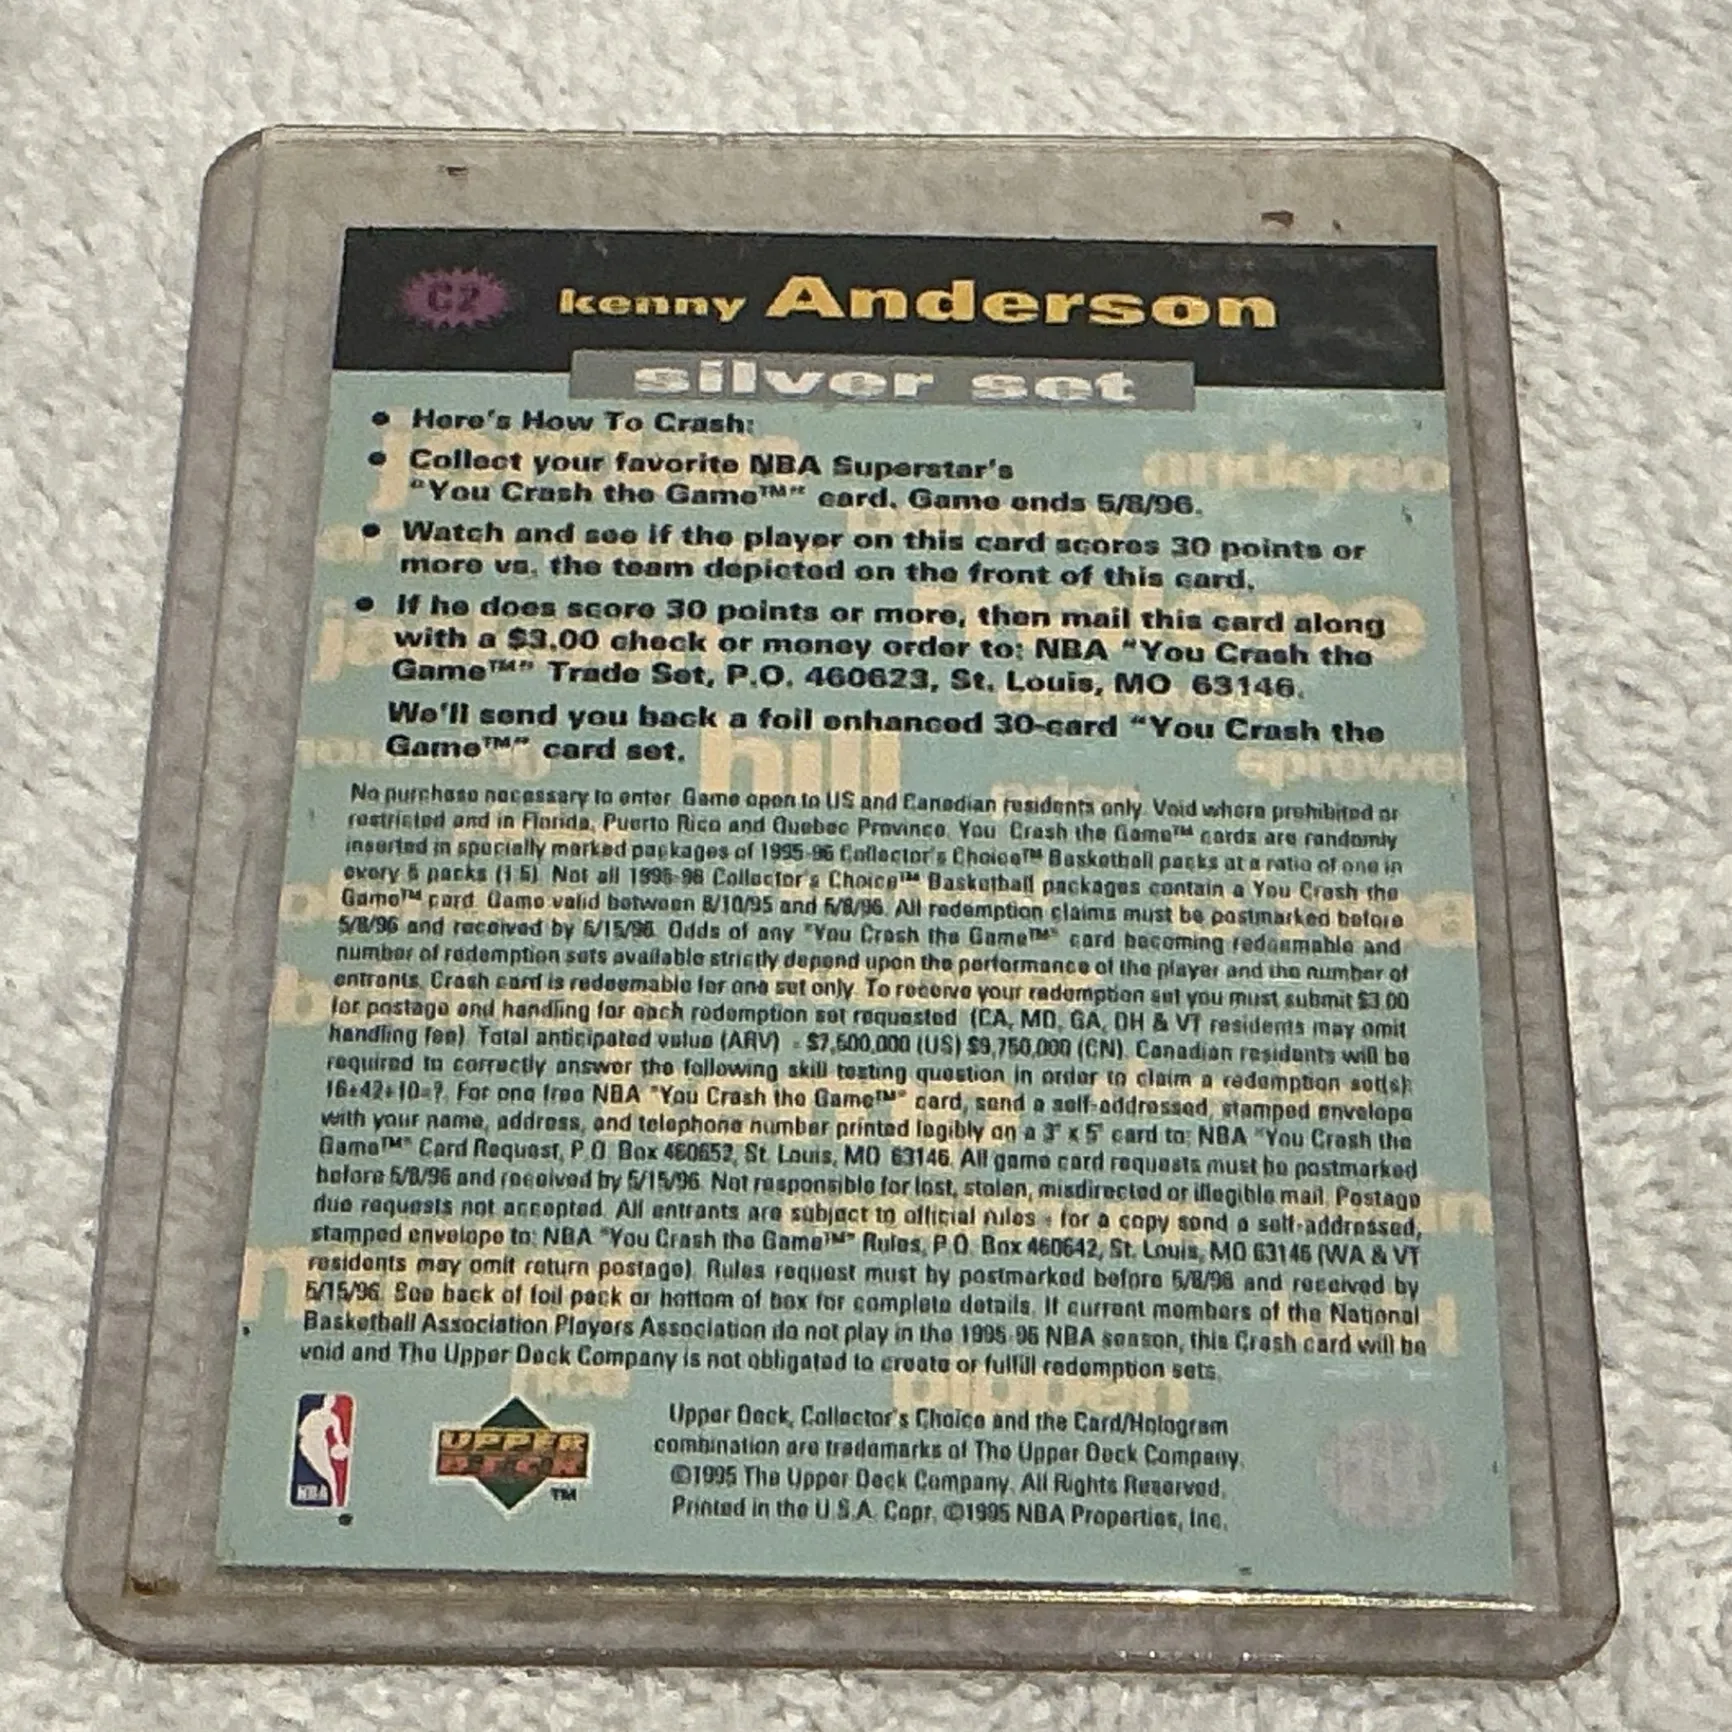 C2 kenny Anderson
silver set
• Here's How To Crash:
• Collect your favorite NBA Superstar's
"You Crash the Game™" card. Game ends 5/8/96.
• Watch and see if the player on this card scores 30 points or
more vs. the team depicted on the front of this card.
• If he does score 30 points or more, then mail this card along
with a $3.00 check or money order to: NBA "You Crash the
Game™" Trade Set, P.O. 460623, St. Louis, MO 63146.
We'll send you back a foil enhanced 30-card "You Crash the
Game™" card set.
No purchase necessary to enter. Game open to US and Canadian residents only. Void where prohibited or
restricted and in Florida, Puerto Rico and Quebec Province. You Crash the Game™ cards are randomly
inserted in specially marked packages of 1995-96 Collector's Choice™ Basketball packs at a ratio of one in
every 5 packs (1:5). Not all 1995-96 Collector's Choice™ Basketball packages contain a You Crash the
Game™ card. Game valid between 8/10/95 and 5/8/96. All redemption claims must be postmarked before
5/8/96 and received by 5/15/96. Odds of any "You Crash the Game™" card becoming redeemable and
number of redemption sets available strictly depend upon the performance of the player and the number of
entrants. Crash card is redeemable for one set only. To receive your redemption set you must submit $3.00
for postage and handling for each redemption set requested (CA, MD, GA, OH & VT residents may omit
handling fee). Total anticipated value (ARV) - $7,500,000 (US) $9,750,000 (CN). Canadian residents will be
required to correctly answer the following skill testing question in order to claim a redemption set(s):
16+42+10=?. For one free NBA "You Crash the Game™" card, send a self-addressed, stamped envelope
with your name, address, and telephone number printed legibly on a 3" x 5" card to: NBA "You Crash the
Game™" Card Request, P.O. Box 460652, St. Louis, MO 63146. All game card requests must be postmarked
before 5/8/96 and received by 5/15/96. Not responsible for lost, stolen, misdirected or illegible mail. Postage
due requests not accepted. All entrants are subject to official rules - for a copy send a self-addressed,
stamped envelope to: NBA "You Crash the Game™" Rules, P.O. Box 460642, St. Louis, MO 63146 (WA & VT
residents may omit return postage). Rules request must by postmarked before 5/8/96 and received by
5/15/96. See back of foil pack or bottom of box for complete details. If current members of the National
Basketball Association Players Association do not play in the 1995-96 NBA season, this Crash card will be
void and The Upper Deck Company is not obligated to create or fulfill redemption sets.
NBA
UPPER
DECK
™
Upper Deck, Collector's Choice and the Card/Hologram
combination are trademarks of The Upper Deck Company.
©1995 The Upper Deck Company. All Rights Reserved.
Printed in the U.S.A. Copr. ©1995 NBA Properties, Inc.